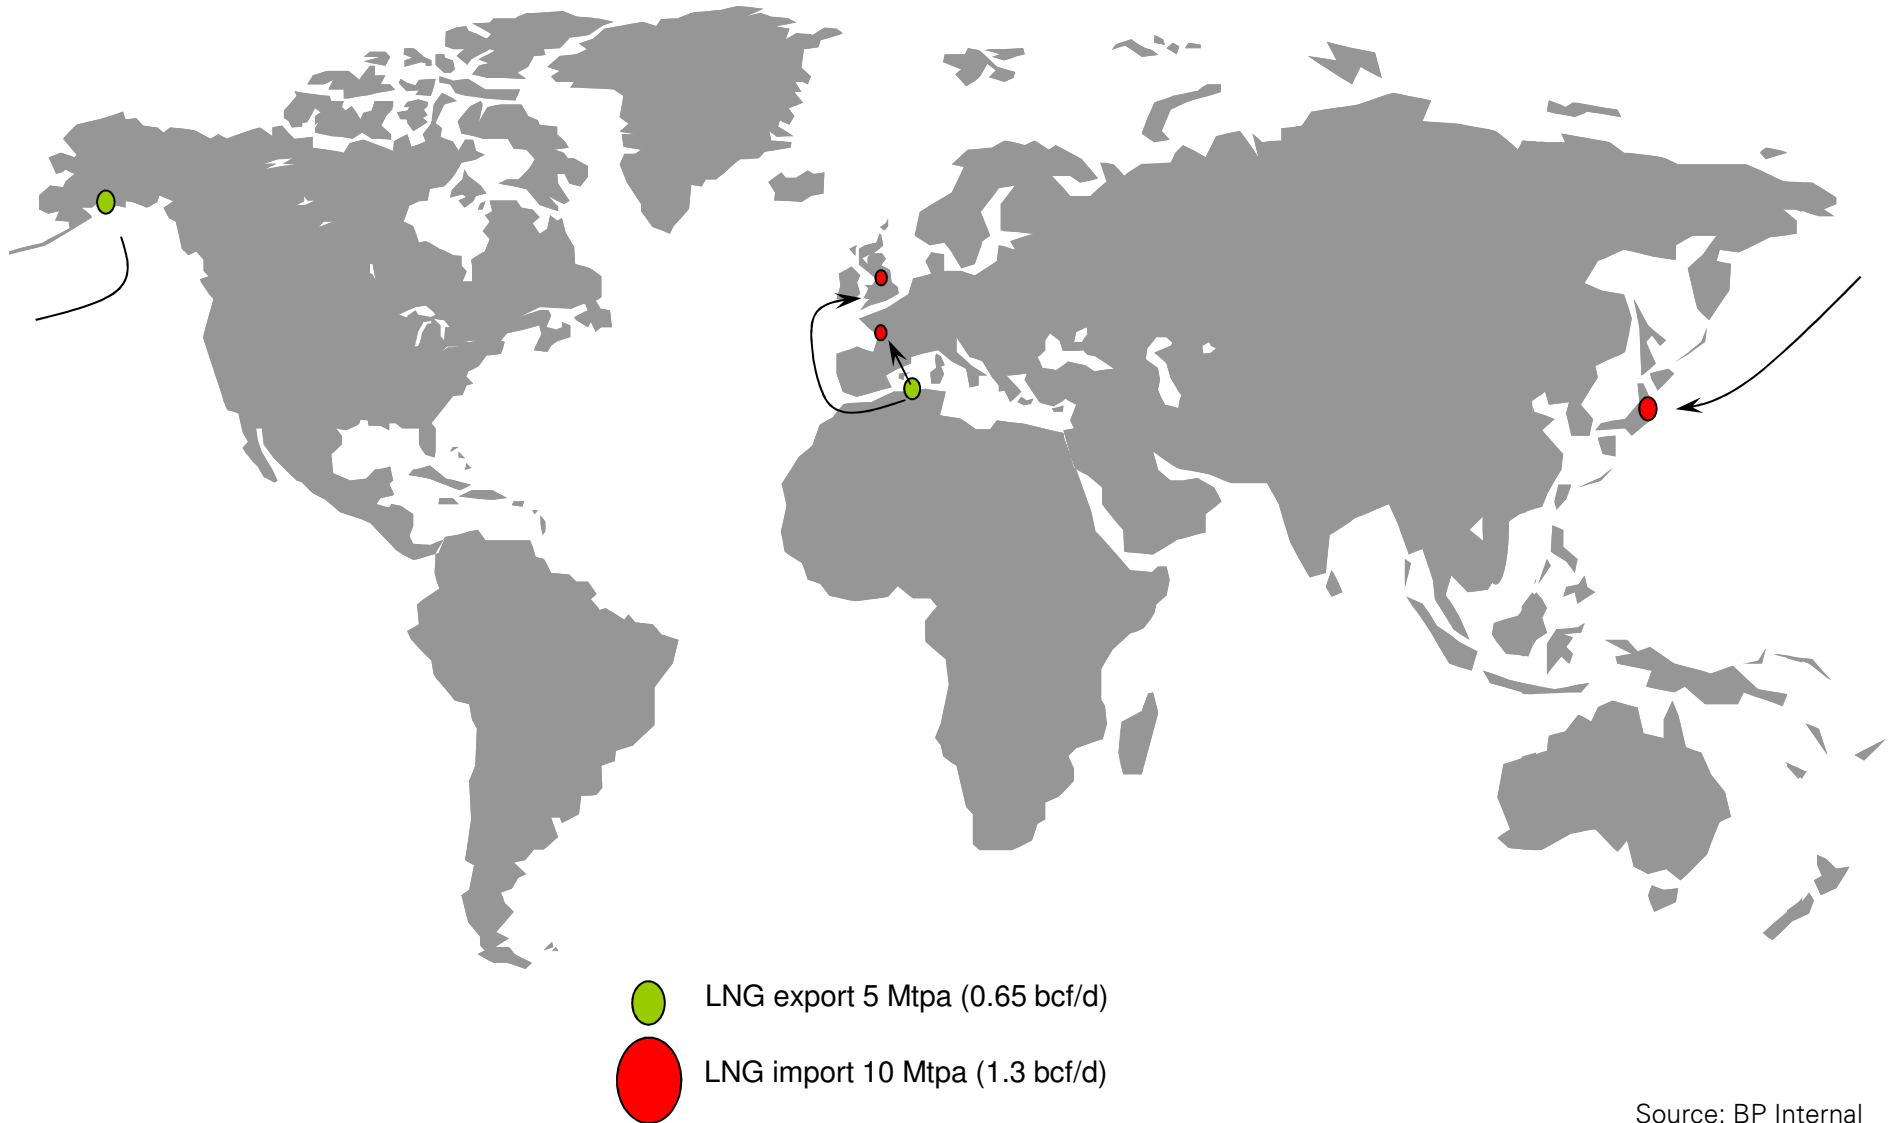 LNG export 5 Mtpa (0.65 bcf/d)
LNG import 10 Mtpa (1.3 bcf/d)
Source: BP Internal